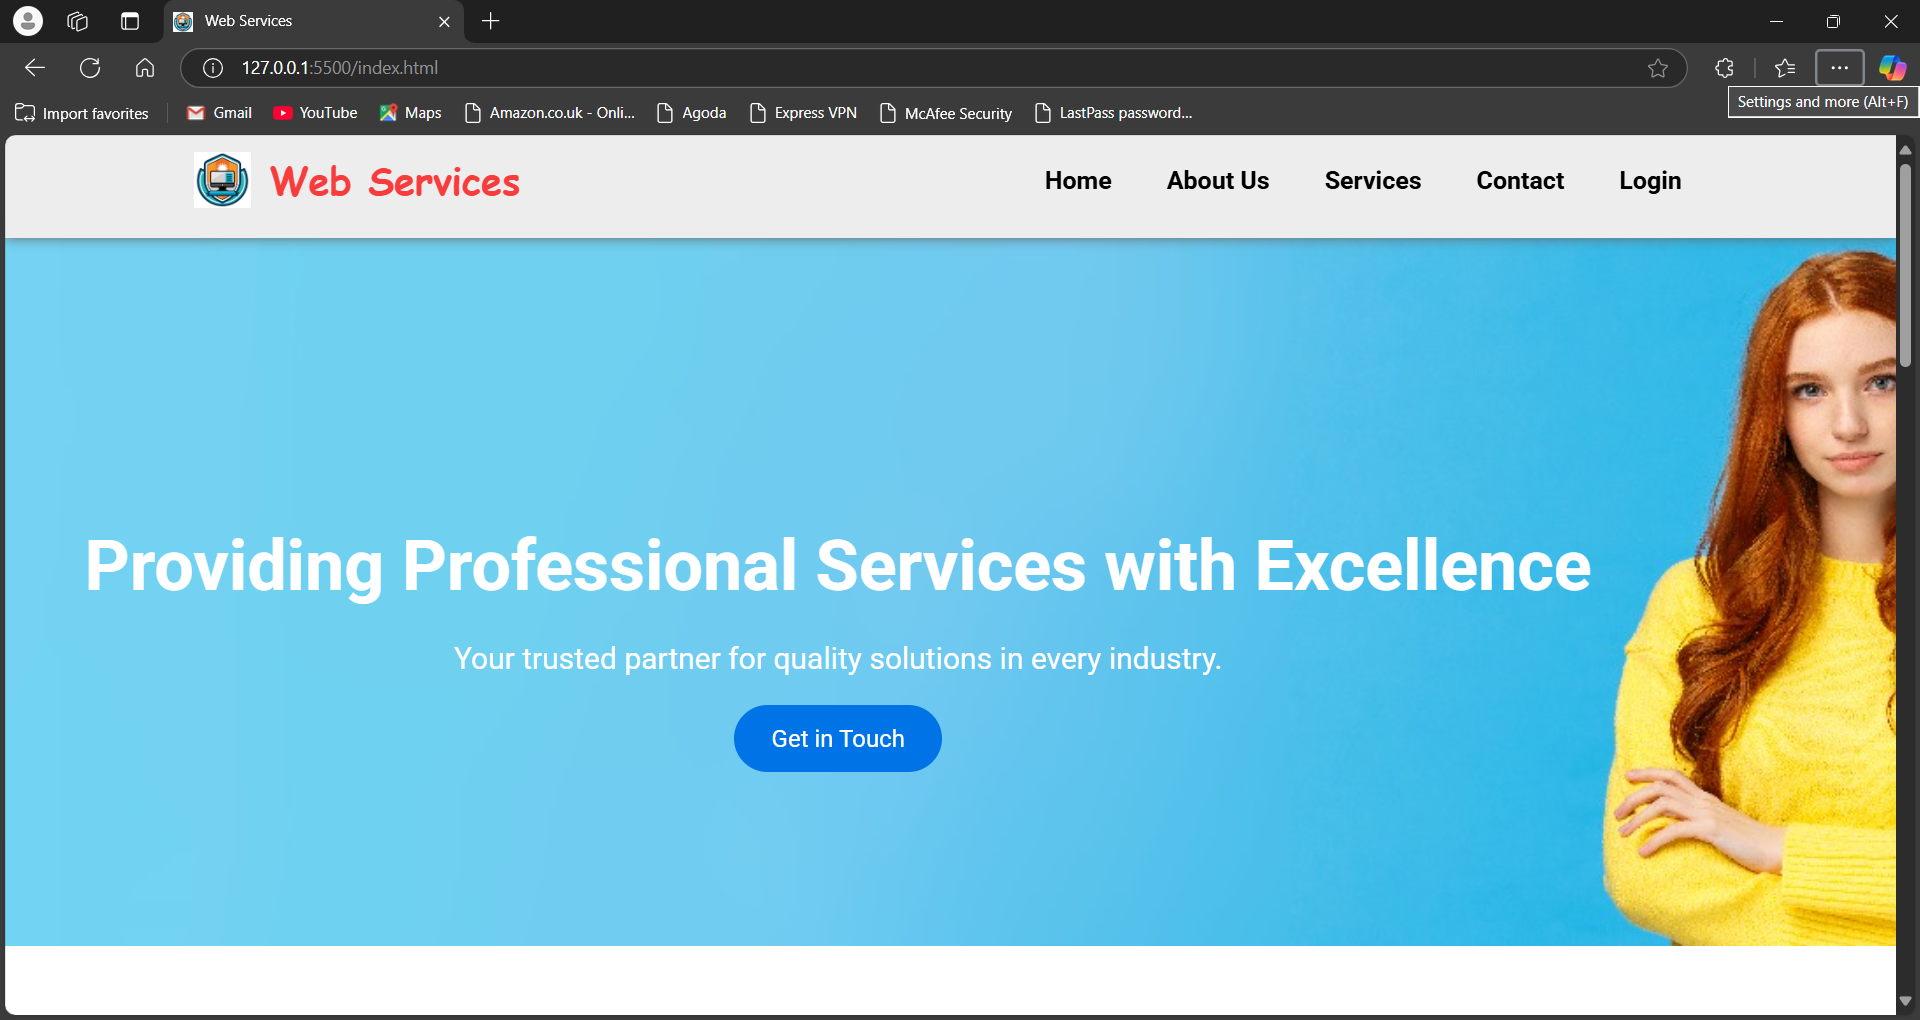 Web Services
127.0.0.1:5500/index.html
Import favorites
Gmail
YouTube
Maps
Amazon.co.uk - Onli...
Agoda
Express VPN
McAfee Security
LastPass password...
Settings and more (Alt+F)
Web Services
Home
About Us
Services
Contact
Login
Providing Professional Services with Excellence
Your trusted partner for quality solutions in every industry.
Get in Touch